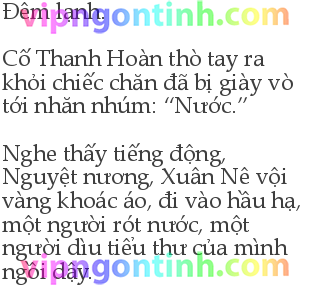 Đêm lạnh.
vipngontinh.com
Cố Thanh Hoàn thò tay ra
khỏi chiếc chăn đã bị giày vò
tới nhăn nhúm: “Nước.”
Nghe thấy tiếng động,
Nguyệt nương, Xuân Nê vội
vàng khoác áo, đi vào hầu hạ,
một người rót nước, một
người dìu tiểu thư của mình
ngồi dậy.
vipngontinh.com